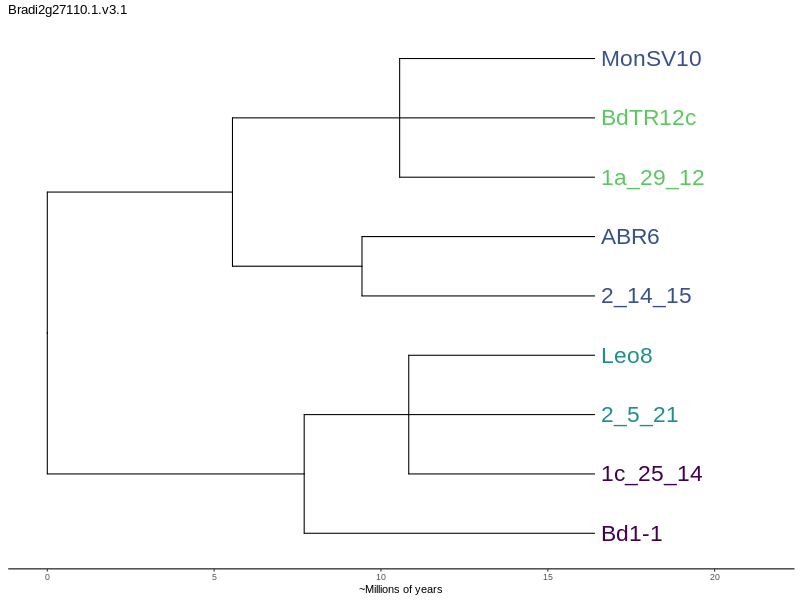 Bradi2g27110.1.v3.1
MonSV10
BdTR12c
1a_29_12
ABR6
2_14_15
Leo8
2_5_21
1c_25_14
Bd1-1
0 5 10 15 20
~Millions of years